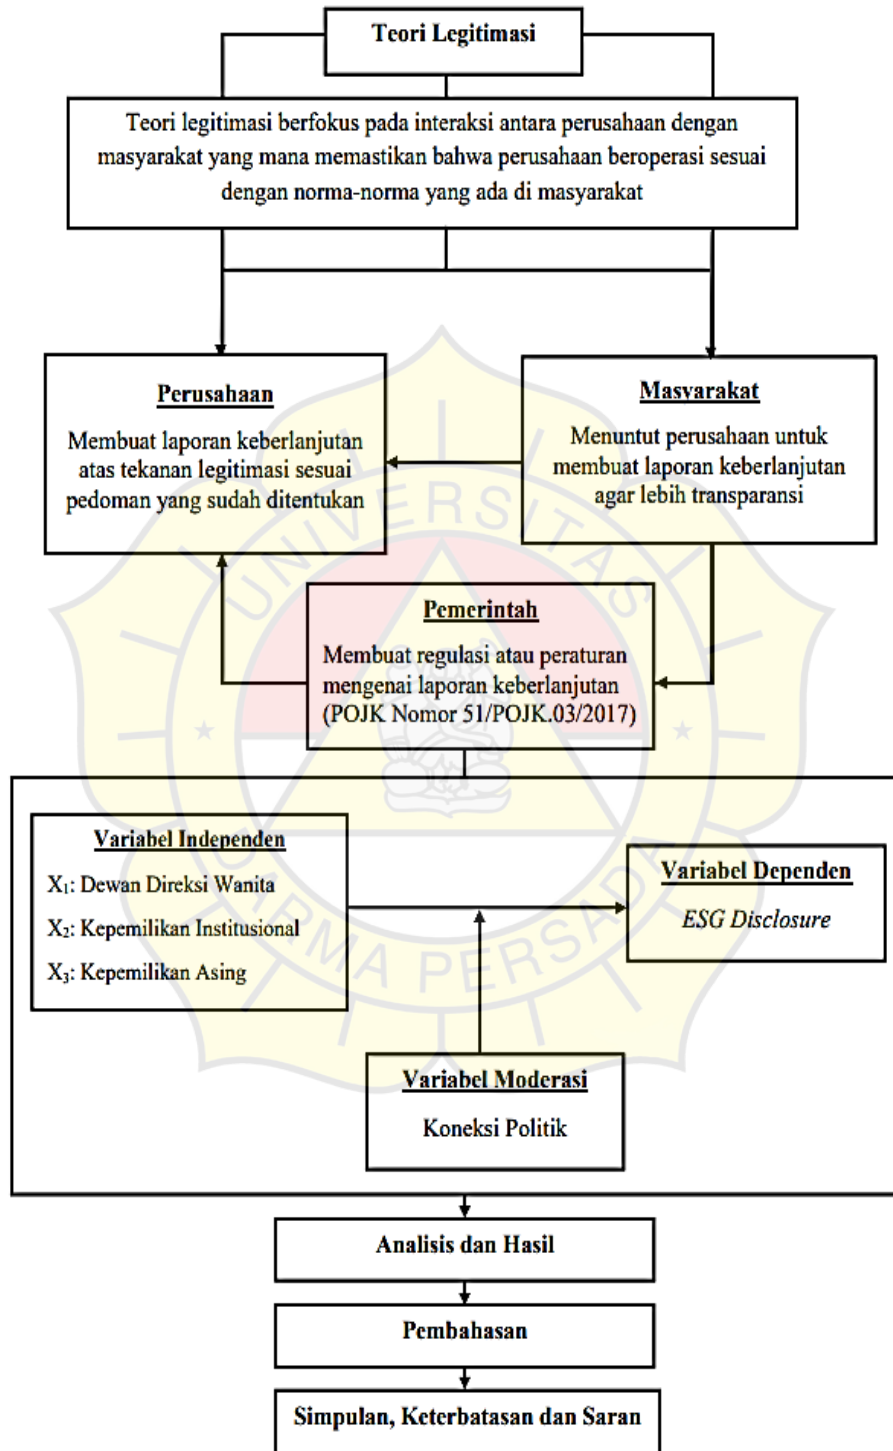 Teori Legitimasi
Teori legitimasi berfokus pada interaksi antara perusahaan dengan
masyarakat yang mana memastikan bahwa perusahaan beroperasi sesuai
dengan norma-norma yang ada di masyarakat
Perusahaan
Membuat laporan keberlanjutan
atas tekanan legitimasi sesuai
pedoman yang sudah ditentukan
Masyarakat
Menuntut perusahaan untuk
membuat laporan keberlanjutan
agar lebih transparansi
UNIVERSITAS
Pemerintah
Membuat regulasi atau peraturan
mengenai laporan keberlanjutan
(POJK Nomor 51/POJK.03/2017)
Variabel Independen
X₁: Dewan Direksi Wanita
X₂: Kepemilikan Institusional
X₃: Kepemilikan Asing
Variabel Dependen
ESG Disclosure
DARMA PERSADA
Variabel Moderasi
Koneksi Politik
Analisis dan Hasil
Pembahasan
Simpulan, Keterbatasan dan Saran